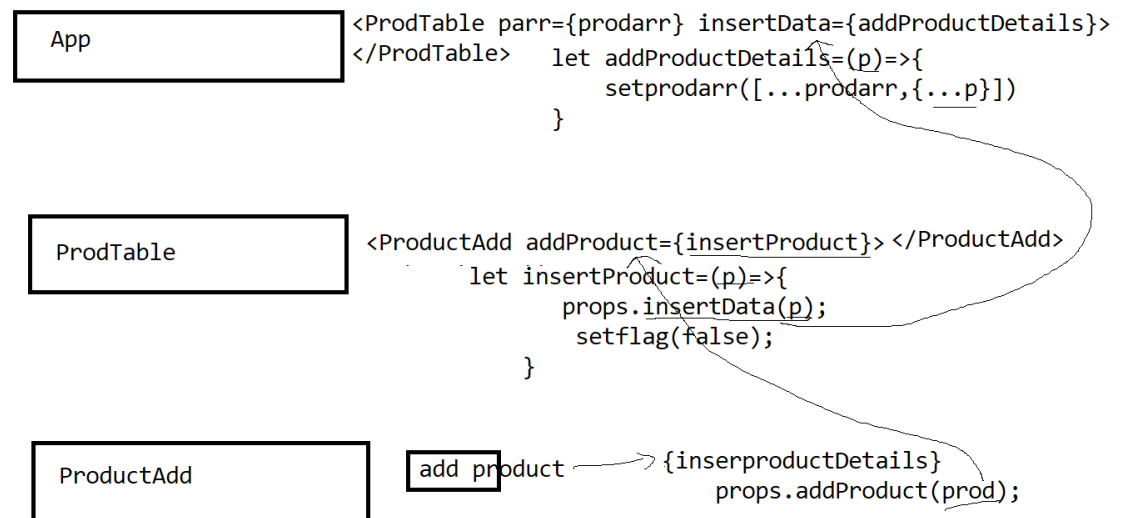 App
<ProdTable parr={prodarr} insertData={addProductDetails}>
</ProdTable>
let addProductDetails=(p)=>{
setprodarr([...prodarr,{...p}])
}
ProdTable
<ProductAdd addProduct={insertProduct}> </ProductAdd>
let insertProduct=(p)=>{
props.insertData(p);
setflag(false);
}
ProductAdd
add product
{inserproductDetails}
props.addProduct(prod);